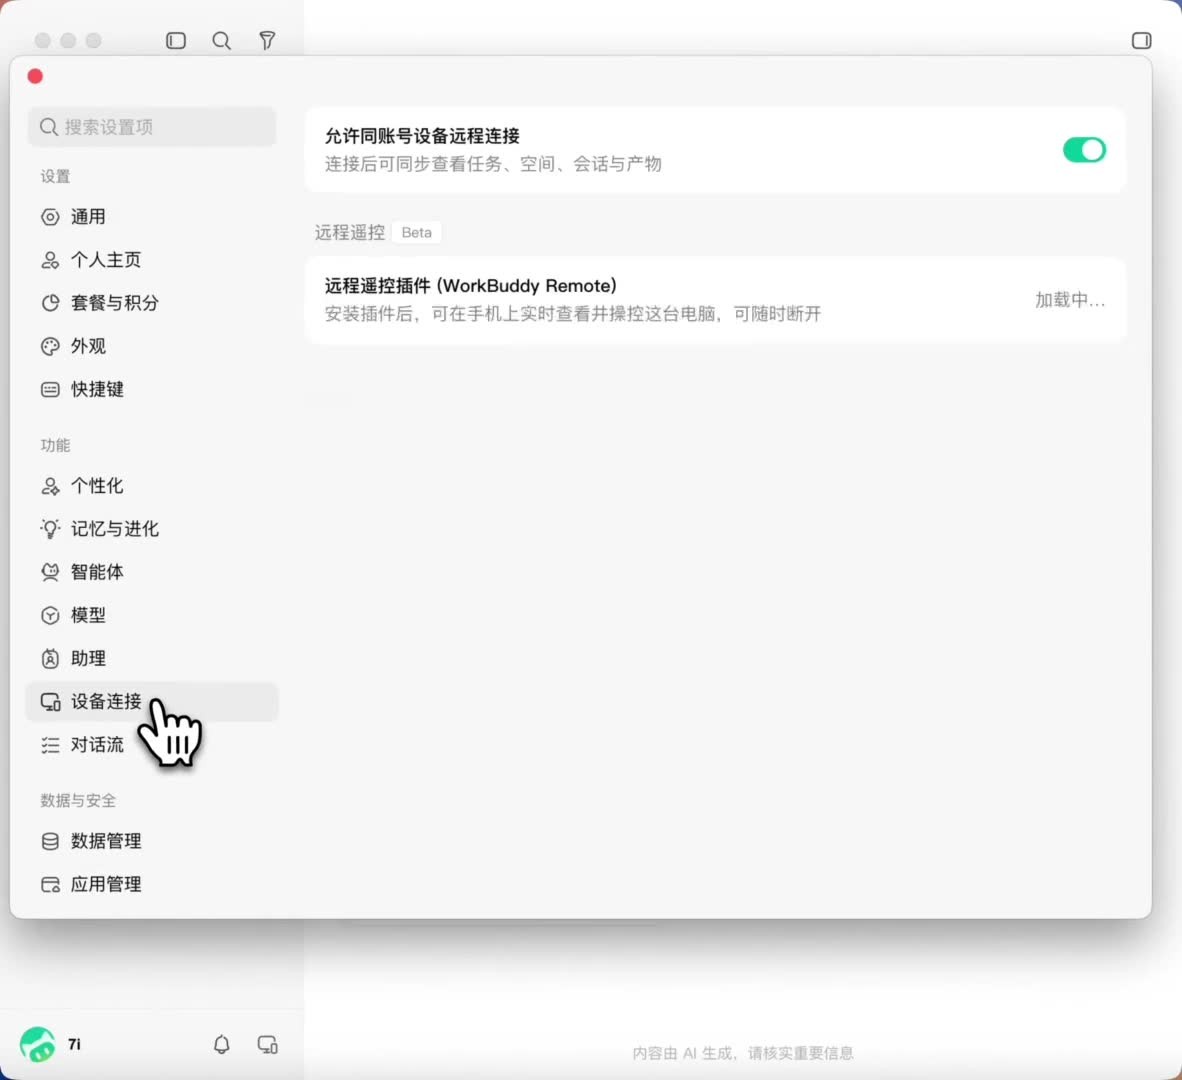 搜索设置项
设置
通用
个人主页
套餐与积分
外观
快捷键
功能
个性化
记忆与进化
智能体
模型
助理
设备连接
对话流
数据与安全
数据管理
应用管理
允许同账号设备远程连接
连接后可同步查看任务、空间、会话与产物
远程遥控 Beta
远程遥控插件 (WorkBuddy Remote)
安装插件后，可在手机上实时查看并操控这台电脑，可随时断开
加载中...
7i
内容由 AI 生成，请核实重要信息